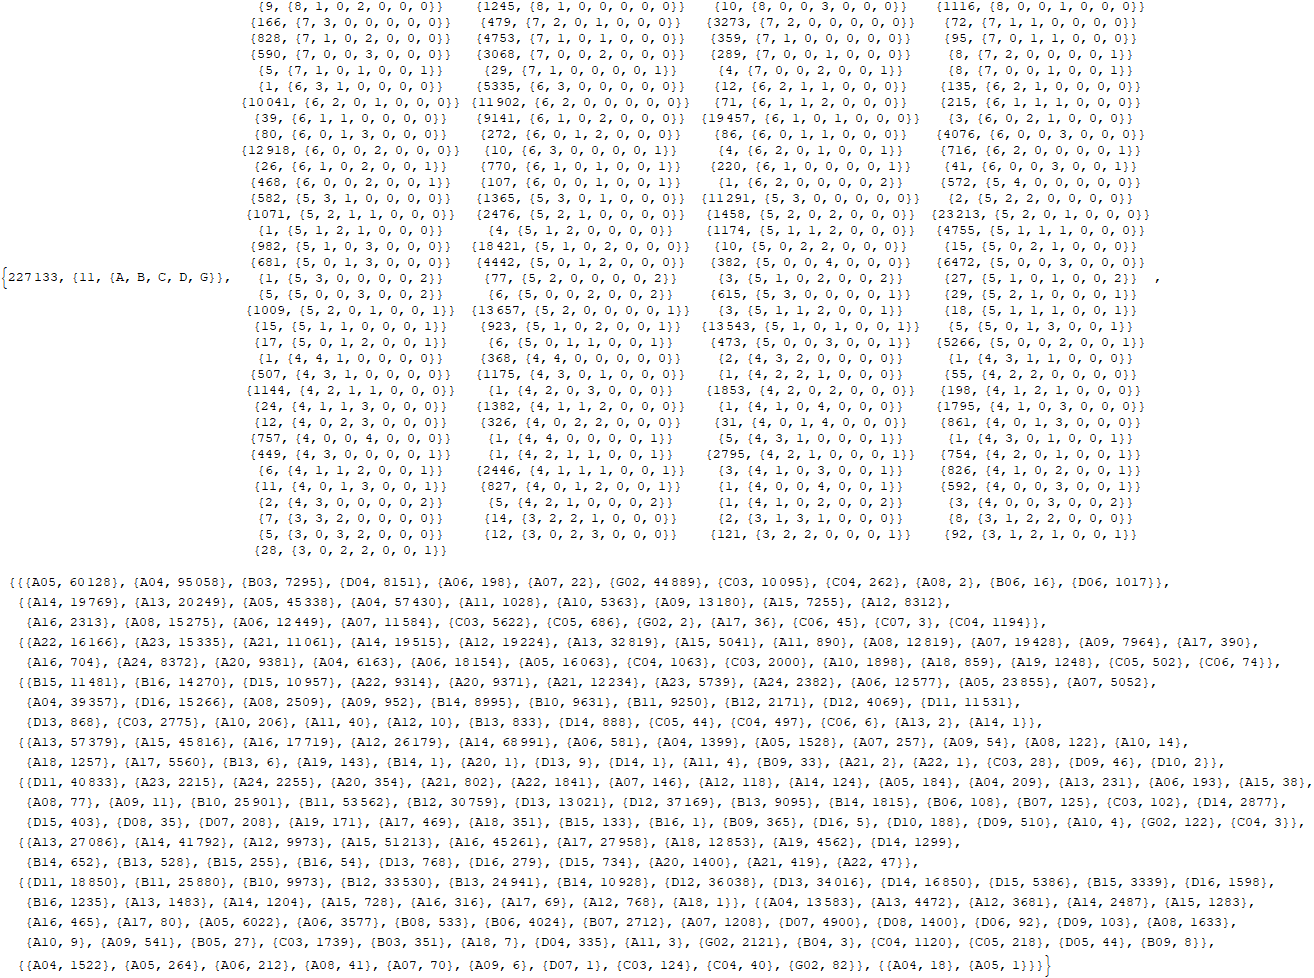 {9, {8, 1, 0, 2, 0, 0, 0}} {1245, {8, 1, 0, 0, 0, 0, 0}} {10, {8, 0, 0, 3, 0, 0, 0}} {1116, {8, 0, 0, 1, 0, 0, 0}}
{166, {7, 3, 0, 0, 0, 0, 0}} {479, {7, 2, 0, 1, 0, 0, 0}} {3273, {7, 2, 0, 0, 0, 0, 0}} {72, {7, 1, 1, 0, 0, 0, 0}}
{828, {7, 1, 0, 2, 0, 0, 0}} {4753, {7, 1, 0, 1, 0, 0, 0}} {359, {7, 1, 0, 0, 0, 0, 0}} {95, {7, 0, 1, 1, 0, 0, 0}}
{590, {7, 0, 0, 3, 0, 0, 0}} {3068, {7, 0, 0, 2, 0, 0, 0}} {289, {7, 0, 0, 1, 0, 0, 0}} {8, {7, 2, 0, 0, 0, 0, 1}}
{5, {7, 1, 0, 1, 0, 0, 1}} {29, {7, 1, 0, 0, 0, 0, 1}} {4, {7, 0, 0, 2, 0, 0, 1}} {8, {7, 0, 0, 1, 0, 0, 1}}
{1, {6, 3, 1, 0, 0, 0, 0}} {5335, {6, 3, 0, 0, 0, 0, 0}} {12, {6, 2, 1, 1, 0, 0, 0}} {135, {6, 2, 1, 0, 0, 0, 0}}
{10041, {6, 2, 0, 1, 0, 0, 0}} {11902, {6, 2, 0, 0, 0, 0, 0}} {71, {6, 1, 1, 2, 0, 0, 0}} {215, {6, 1, 1, 1, 0, 0, 0}}
{39, {6, 1, 1, 0, 0, 0, 0}} {9141, {6, 1, 0, 2, 0, 0, 0}} {19457, {6, 1, 0, 1, 0, 0, 0}} {3, {6, 0, 2, 1, 0, 0, 0}}
{80, {6, 0, 1, 3, 0, 0, 0}} {272, {6, 0, 1, 2, 0, 0, 0}} {86, {6, 0, 1, 1, 0, 0, 0}} {4076, {6, 0, 0, 3, 0, 0, 0}}
{12918, {6, 0, 0, 2, 0, 0, 0}} {10, {6, 3, 0, 0, 0, 0, 1}} {4, {6, 2, 0, 1, 0, 0, 1}} {716, {6, 2, 0, 0, 0, 0, 1}}
{26, {6, 1, 0, 2, 0, 0, 1}} {770, {6, 1, 0, 1, 0, 0, 1}} {220, {6, 1, 0, 0, 0, 0, 1}} {41, {6, 0, 0, 3, 0, 0, 1}}
{468, {6, 0, 0, 2, 0, 0, 1}} {107, {6, 0, 0, 1, 0, 0, 1}} {1, {6, 2, 0, 0, 0, 0, 2}} {572, {5, 4, 0, 0, 0, 0, 0}}
{582, {5, 3, 1, 0, 0, 0, 0}} {1365, {5, 3, 0, 1, 0, 0, 0}} {11291, {5, 3, 0, 0, 0, 0, 0}} {2, {5, 2, 2, 0, 0, 0, 0}}
{1071, {5, 2, 1, 1, 0, 0, 0}} {2476, {5, 2, 1, 0, 0, 0, 0}} {1458, {5, 2, 0, 2, 0, 0, 0}} {23213, {5, 2, 0, 1, 0, 0, 0}}
{1, {5, 1, 2, 1, 0, 0, 0}} {4, {5, 1, 2, 0, 0, 0, 0}} {1174, {5, 1, 1, 2, 0, 0, 0}} {4755, {5, 1, 1, 1, 0, 0, 0}}
{982, {5, 1, 0, 3, 0, 0, 0}} {18421, {5, 1, 0, 2, 0, 0, 0}} {10, {5, 0, 2, 2, 0, 0, 0}} {15, {5, 0, 2, 1, 0, 0, 0}}
{681, {5, 0, 1, 3, 0, 0, 0}} {4442, {5, 0, 1, 2, 0, 0, 0}} {382, {5, 0, 0, 4, 0, 0, 0}} {6472, {5, 0, 0, 3, 0, 0, 0}}
{227133, {11, {A, B, C, D, G}}, {1, {5, 3, 0, 0, 0, 0, 2}} {77, {5, 2, 0, 0, 0, 0, 2}} {3, {5, 1, 0, 2, 0, 0, 2}} {27, {5, 1, 0, 1, 0, 0, 2}} ,
{5, {5, 0, 0, 3, 0, 0, 2}} {6, {5, 0, 0, 2, 0, 0, 2}} {615, {5, 3, 0, 0, 0, 0, 1}} {29, {5, 2, 1, 0, 0, 0, 1}}
{1009, {5, 2, 0, 1, 0, 0, 1}} {13657, {5, 2, 0, 0, 0, 0, 1}} {3, {5, 1, 1, 2, 0, 0, 1}} {18, {5, 1, 1, 1, 0, 0, 1}}
{15, {5, 1, 1, 0, 0, 0, 1}} {923, {5, 1, 0, 2, 0, 0, 1}} {13543, {5, 1, 0, 1, 0, 0, 1}} {5, {5, 0, 1, 3, 0, 0, 1}}
{17, {5, 0, 1, 2, 0, 0, 1}} {6, {5, 0, 1, 1, 0, 0, 1}} {473, {5, 0, 0, 3, 0, 0, 1}} {5266, {5, 0, 0, 2, 0, 0, 1}}
{1, {4, 4, 1, 0, 0, 0, 0}} {368, {4, 4, 0, 0, 0, 0, 0}} {2, {4, 3, 2, 0, 0, 0, 0}} {1, {4, 3, 1, 1, 0, 0, 0}}
{507, {4, 3, 1, 0, 0, 0, 0}} {1175, {4, 3, 0, 1, 0, 0, 0}} {1, {4, 2, 2, 1, 0, 0, 0}} {55, {4, 2, 2, 0, 0, 0, 0}}
{1144, {4, 2, 1, 1, 0, 0, 0}} {1, {4, 2, 0, 3, 0, 0, 0}} {1853, {4, 2, 0, 2, 0, 0, 0}} {198, {4, 1, 2, 1, 0, 0, 0}}
{24, {4, 1, 1, 3, 0, 0, 0}} {1382, {4, 1, 1, 2, 0, 0, 0}} {1, {4, 1, 0, 4, 0, 0, 0}} {1795, {4, 1, 0, 3, 0, 0, 0}}
{12, {4, 0, 2, 3, 0, 0, 0}} {326, {4, 0, 2, 2, 0, 0, 0}} {31, {4, 0, 1, 4, 0, 0, 0}} {861, {4, 0, 1, 3, 0, 0, 0}}
{757, {4, 0, 0, 4, 0, 0, 0}} {1, {4, 4, 0, 0, 0, 0, 1}} {5, {4, 3, 1, 0, 0, 0, 1}} {1, {4, 3, 0, 1, 0, 0, 1}}
{449, {4, 3, 0, 0, 0, 0, 1}} {1, {4, 2, 1, 1, 0, 0, 1}} {2795, {4, 2, 1, 0, 0, 0, 1}} {754, {4, 2, 0, 1, 0, 0, 1}}
{6, {4, 1, 1, 2, 0, 0, 1}} {2446, {4, 1, 1, 1, 0, 0, 1}} {3, {4, 1, 0, 3, 0, 0, 1}} {826, {4, 1, 0, 2, 0, 0, 1}}
{11, {4, 0, 1, 3, 0, 0, 1}} {827, {4, 0, 1, 2, 0, 0, 1}} {1, {4, 0, 0, 4, 0, 0, 1}} {592, {4, 0, 0, 3, 0, 0, 1}}
{2, {4, 3, 0, 0, 0, 0, 2}} {5, {4, 2, 1, 0, 0, 0, 2}} {1, {4, 1, 0, 2, 0, 0, 2}} {3, {4, 0, 0, 3, 0, 0, 2}}
{7, {3, 3, 2, 0, 0, 0, 0}} {14, {3, 2, 2, 1, 0, 0, 0}} {2, {3, 1, 3, 1, 0, 0, 0}} {8, {3, 1, 2, 2, 0, 0, 0}}
{5, {3, 0, 3, 2, 0, 0, 0}} {12, {3, 0, 2, 3, 0, 0, 0}} {121, {3, 2, 2, 0, 0, 0, 1}} {92, {3, 1, 2, 1, 0, 0, 1}}
{28, {3, 0, 2, 2, 0, 0, 1}}
{{{A05, 60128}, {A04, 95058}, {B03, 7295}, {D04, 8151}, {A06, 198}, {A07, 22}, {G02, 44889}, {C03, 10095}, {C04, 262}, {A08, 2}, {B06, 16}, {D06, 1017}},
{{A14, 19769}, {A13, 20249}, {A05, 45338}, {A04, 57430}, {A11, 1028}, {A10, 5363}, {A09, 13180}, {A15, 7255}, {A12, 8312},
{A16, 2313}, {A08, 15275}, {A06, 12449}, {A07, 11584}, {C03, 5622}, {C05, 686}, {G02, 2}, {A17, 36}, {C06, 45}, {C07, 3}, {C04, 1194}},
{{A22, 16166}, {A23, 15335}, {A21, 11061}, {A14, 19515}, {A12, 19224}, {A13, 32819}, {A15, 5041}, {A11, 890}, {A08, 12819}, {A07, 19428}, {A09, 7964}, {A17, 390},
{A16, 704}, {A24, 8372}, {A20, 9381}, {A04, 6163}, {A06, 18154}, {A05, 16063}, {C04, 1063}, {C03, 2000}, {A10, 1898}, {A18, 859}, {A19, 1248}, {C05, 502}, {C06, 74}},
{{B15, 11481}, {B16, 14270}, {D15, 10957}, {A22, 9314}, {A20, 9371}, {A21, 12234}, {A23, 5739}, {A24, 2382}, {A06, 12577}, {A05, 23855}, {A07, 5052},
{A04, 39357}, {D16, 15266}, {A08, 2509}, {A09, 952}, {B14, 8995}, {B10, 9631}, {B11, 9250}, {B12, 2171}, {D12, 4069}, {D11, 11531},
{D13, 868}, {C03, 2775}, {A10, 206}, {A11, 40}, {A12, 10}, {B13, 833}, {D14, 888}, {C05, 44}, {C04, 497}, {C06, 6}, {A13, 2}, {A14, 1}},
{{A13, 57379}, {A15, 45816}, {A16, 17719}, {A12, 26179}, {A14, 68991}, {A06, 581}, {A04, 1399}, {A05, 1528}, {A07, 257}, {A09, 54}, {A08, 122}, {A10, 14},
{A18, 1257}, {A17, 5560}, {B13, 6}, {A19, 143}, {B14, 1}, {A20, 1}, {D13, 9}, {D14, 1}, {A11, 4}, {B09, 33}, {A21, 2}, {A22, 1}, {C03, 28}, {D09, 46}, {D10, 2}},
{{D11, 40833}, {A23, 2215}, {A24, 2255}, {A20, 354}, {A21, 802}, {A22, 1841}, {A07, 146}, {A12, 118}, {A14, 124}, {A05, 184}, {A04, 209}, {A13, 231}, {A06, 193}, {A15, 38},
{A08, 77}, {A09, 11}, {B10, 25901}, {B11, 53562}, {B12, 30759}, {D13, 13021}, {D12, 37169}, {B13, 9095}, {B14, 1815}, {B06, 108}, {B07, 125}, {C03, 102}, {D14, 2877},
{D15, 403}, {D08, 35}, {D07, 208}, {A19, 171}, {A17, 469}, {A18, 351}, {B15, 133}, {B16, 1}, {B09, 365}, {D16, 5}, {D10, 188}, {D09, 510}, {A10, 4}, {G02, 122}, {C04, 3}},
{{A13, 27086}, {A14, 41792}, {A12, 9973}, {A15, 51213}, {A16, 45261}, {A17, 27958}, {A18, 12853}, {A19, 4562}, {D14, 1299},
{B14, 652}, {B13, 528}, {B15, 255}, {B16, 54}, {D13, 768}, {D16, 279}, {D15, 734}, {A20, 1400}, {A21, 419}, {A22, 47}},
{{D11, 18850}, {B11, 25880}, {B10, 9973}, {B12, 33530}, {B13, 24941}, {B14, 10928}, {D12, 36038}, {D13, 34016}, {D14, 16850}, {D15, 5386}, {B15, 3339}, {D16, 1598},
{B16, 1235}, {A13, 1483}, {A14, 1204}, {A15, 728}, {A16, 316}, {A17, 69}, {A12, 768}, {A18, 1}}, {{A04, 13583}, {A13, 4472}, {A12, 3681}, {A14, 2487}, {A15, 1283},
{A16, 465}, {A17, 80}, {A05, 6022}, {A06, 3577}, {B08, 533}, {B06, 4024}, {B07, 2712}, {A07, 1208}, {D07, 4900}, {D08, 1400}, {D06, 92}, {D09, 103}, {A08, 1633},
{A10, 9}, {A09, 541}, {B05, 27}, {C03, 1739}, {B03, 351}, {A18, 7}, {D04, 335}, {A11, 3}, {G02, 2121}, {B04, 3}, {C04, 1120}, {C05, 218}, {D05, 44}, {B09, 8}},
{{A04, 1522}, {A05, 264}, {A06, 212}, {A08, 41}, {A07, 70}, {A09, 6}, {D07, 1}, {C03, 124}, {C04, 40}, {G02, 82}}, {{A04, 18}, {A05, 1}}}}